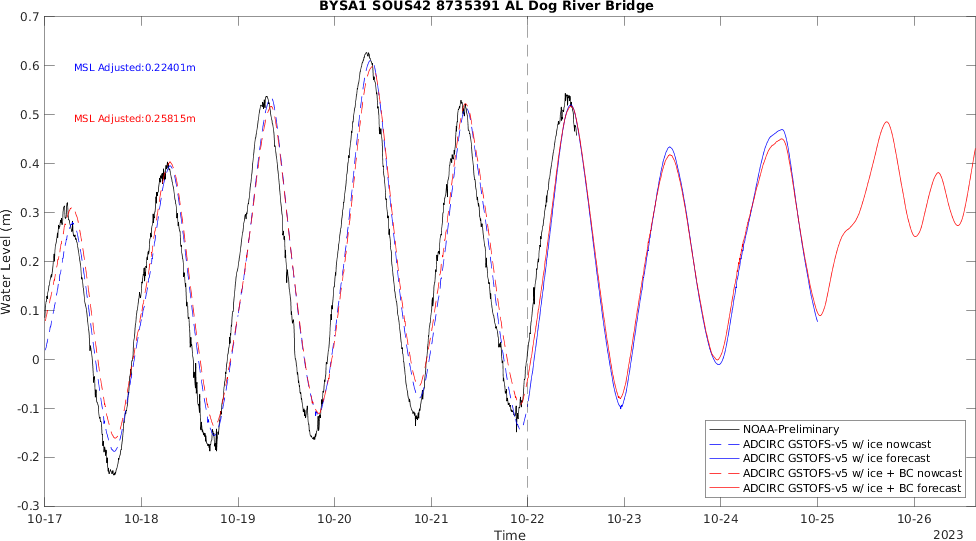 BYSA1 SOUS42 8735391 AL Dog River Bridge
0.7
0.6
0.5
0.4
0.3
0.2
0.1
0
-0.1
-0.2
-0.3
Water Level (m)
MSL Adjusted:0.22401m
MSL Adjusted:0.25815m
NOAA-Preliminary
ADCIRC GSTOFS-v5 w/ ice nowcast
ADCIRC GSTOFS-v5 w/ ice forecast
ADCIRC GSTOFS-v5 w/ ice + BC nowcast
ADCIRC GSTOFS-v5 w/ ice + BC forecast
10-17 10-18 10-19 10-20 10-21 10-22 10-23 10-24 10-25 10-26
Time
2023